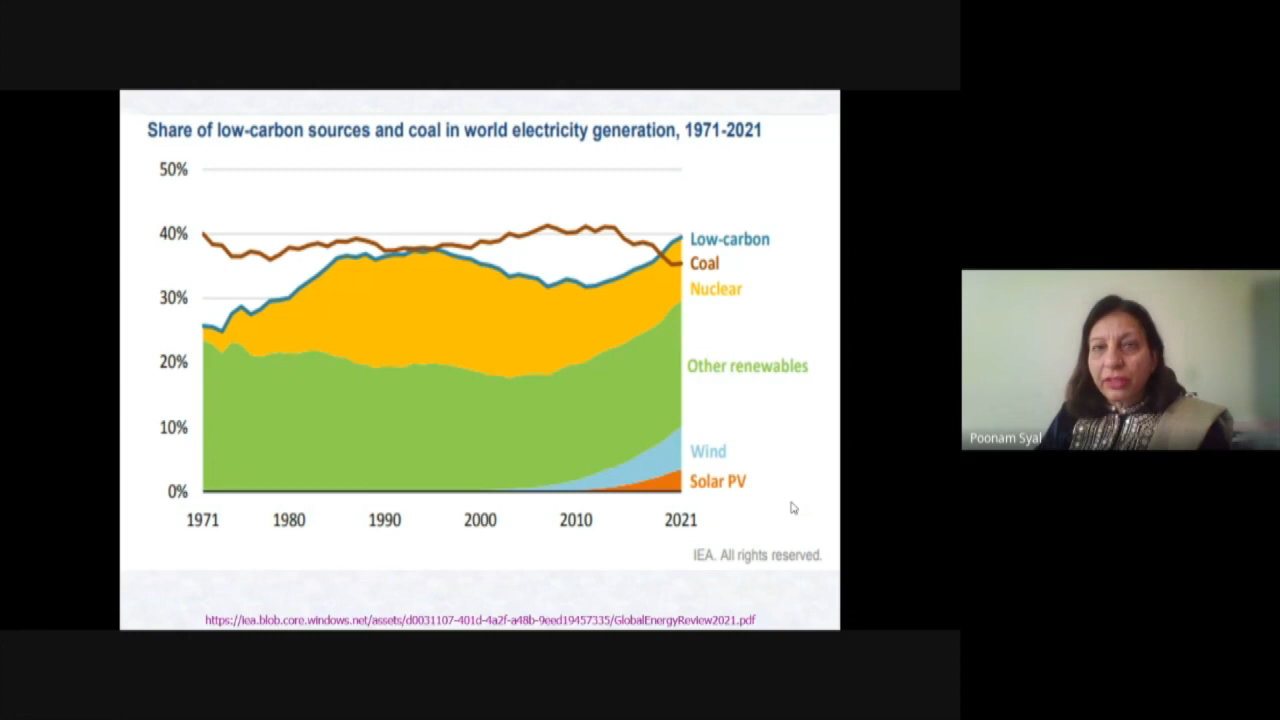 Share of low-carbon sources and coal in world electricity generation, 1971-2021
50%
40%
30%
20%
10%
0%
1971 1980 1990 2000 2010 2021
Low-carbon
Coal
Nuclear
Other renewables
Wind
Solar PV
IEA. All rights reserved.
https://iea.blob.core.windows.net/assets/d0031107-401d-4a2f-a48b-9eed19457335/GlobalEnergyReview2021.pdf
Poonam Syal